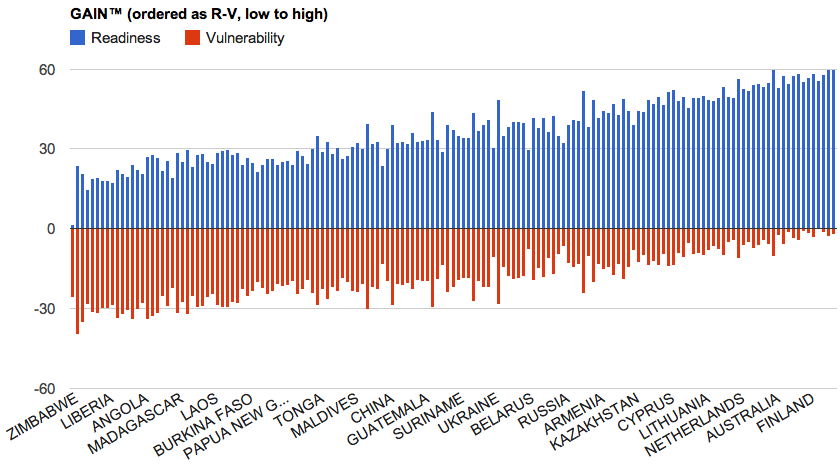 GAIN™ (ordered as R-V, low to high)
Readiness
Vulnerability
60
30
0
-30
-60
ZIMBABWE
LIBERIA
ANGOLA
MADAGASCAR
LAOS
BURKINA FASO
PAPUA NEW G...
TONGA
MALDIVES
CHINA
GUATEMALA
SURINAME
UKRAINE
BELARUS
RUSSIA
ARMENIA
KAZAKHSTAN
CYPRUS
LITHUANIA
NETHERLANDS
AUSTRALIA
FINLAND